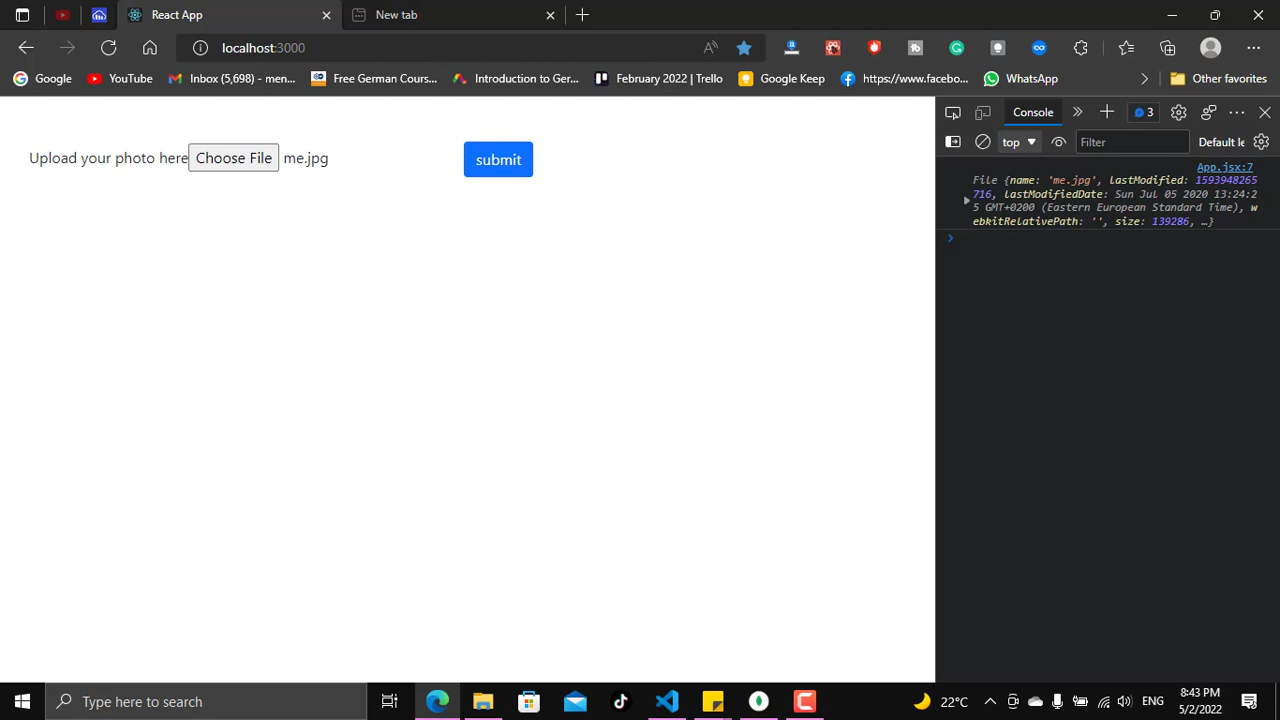 React App
New tab
localhost:3000
Google
YouTube
Inbox (5,698) - men...
Free German Cours...
Introduction to Ger...
February 2022 | Trello
Google Keep
https://www.facebo...
WhatsApp
Other favorites
Upload your photo here Choose File me.jpg
submit
Console
3
top
Filter
Default le
App.jsx:7
File {name: 'me.jpg', lastModified: 1593948265
716, lastModifiedDate: Sun Jul 05 2020 13:24:2
5 GMT+0200 (Eastern European Standard Time), w
ebkitRelativePath: '', size: 139286, …}
Type here to search
22°C
ENG
8:43 PM
5/2/2022